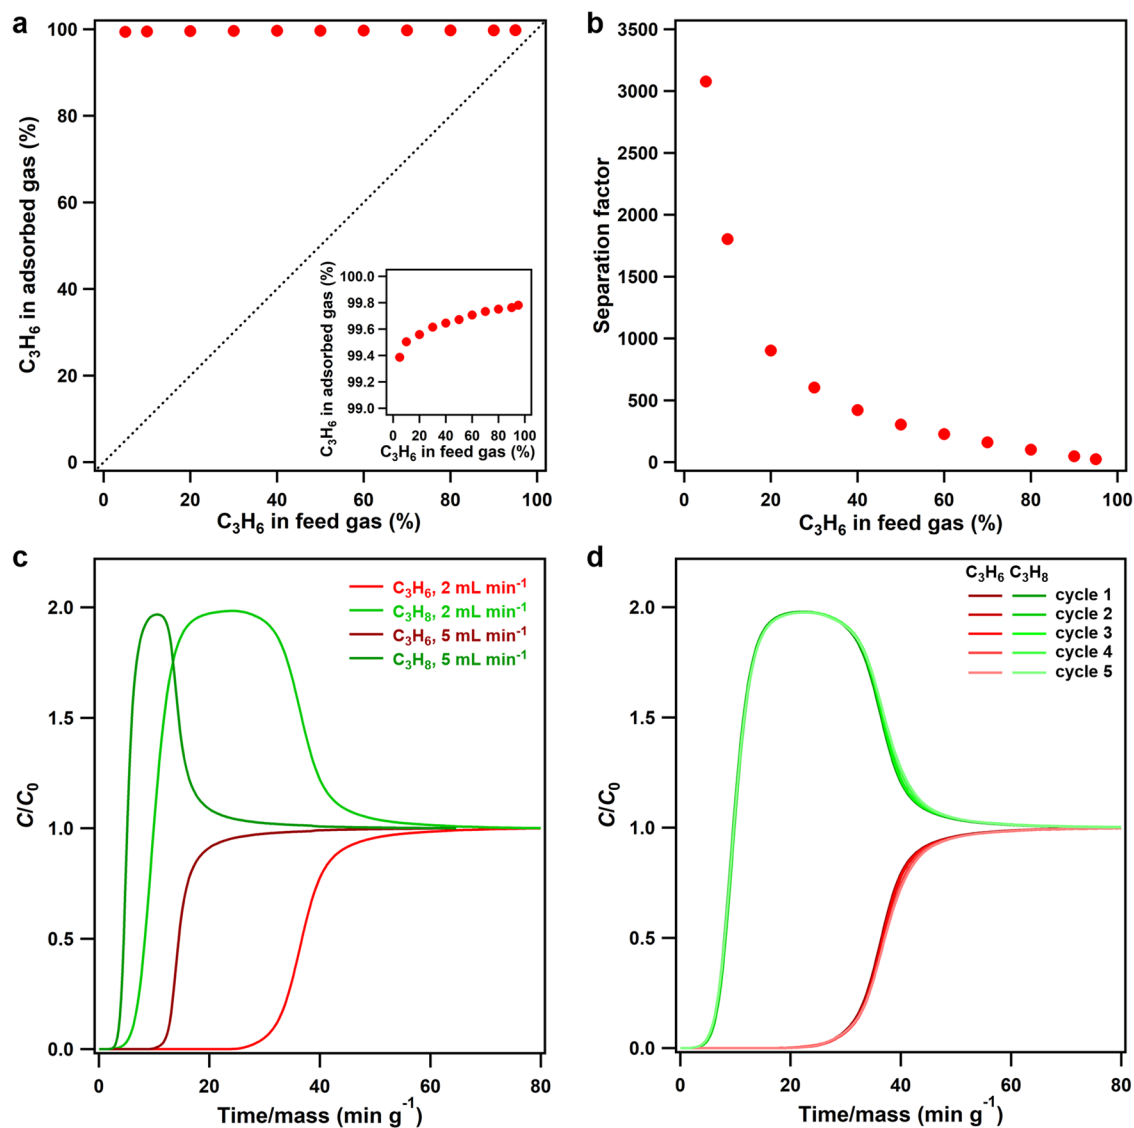 a
C₃H₆ in adsorbed gas (%)
100
80
60
40
20
0
0 20 40 60 80 100
C₃H₆ in feed gas (%)
C₃H₆ in adsorbed gas (%)
100.0
99.8
99.6
99.4
99.2
99.0
0 20 40 60 80 100
C₃H₆ in feed gas (%)
b
Separation factor
3500
3000
2500
2000
1500
1000
500
0
0 20 40 60 80 100
C₃H₆ in feed gas (%)
c
C/C₀
2.0
1.5
1.0
0.5
0.0
C₃H₆, 2 mL min⁻¹
C₃H₈, 2 mL min⁻¹
C₃H₆, 5 mL min⁻¹
C₃H₈, 5 mL min⁻¹
0 20 40 60 80
Time/mass (min g⁻¹)
d
C/C₀
2.0
1.5
1.0
0.5
0.0
C₃H₆ C₃H₈
cycle 1
cycle 2
cycle 3
cycle 4
cycle 5
0 20 40 60 80
Time/mass (min g⁻¹)